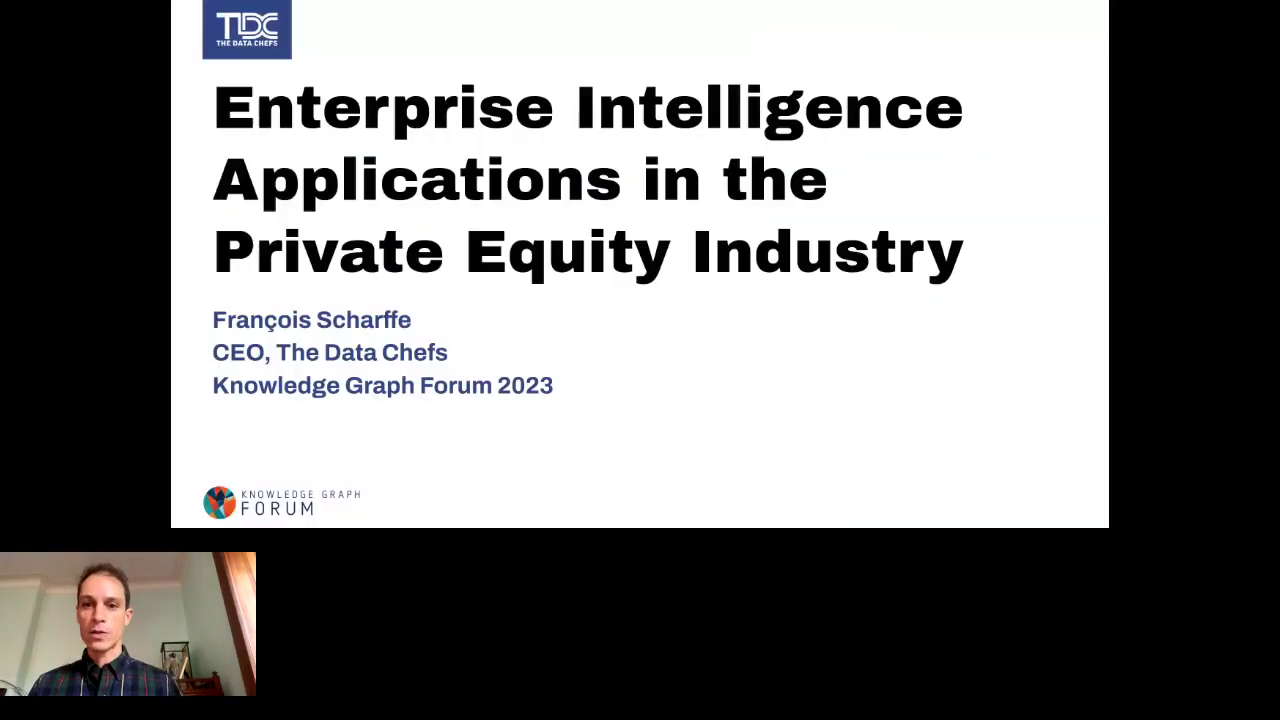 TDC
THE DATA CHEFS
Enterprise Intelligence
Applications in the
Private Equity Industry
François Scharffe
CEO, The Data Chefs
Knowledge Graph Forum 2023
KNOWLEDGE GRAPH
FORUM